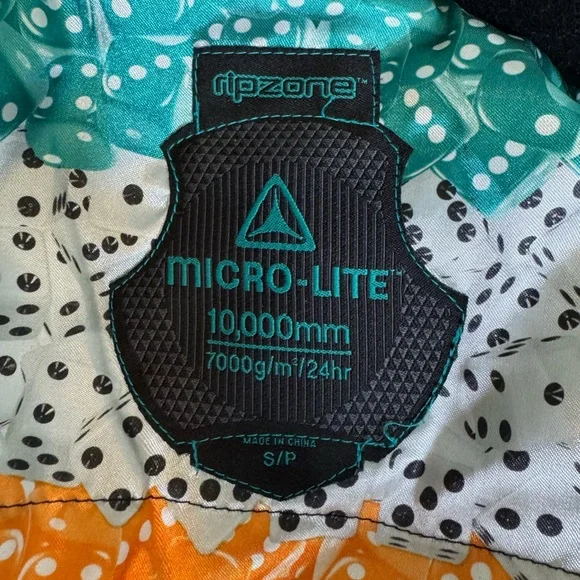 ripzone™
MICRO-LITE™
10,000mm
7000g/m²/24hr
MADE IN CHINA
S/P